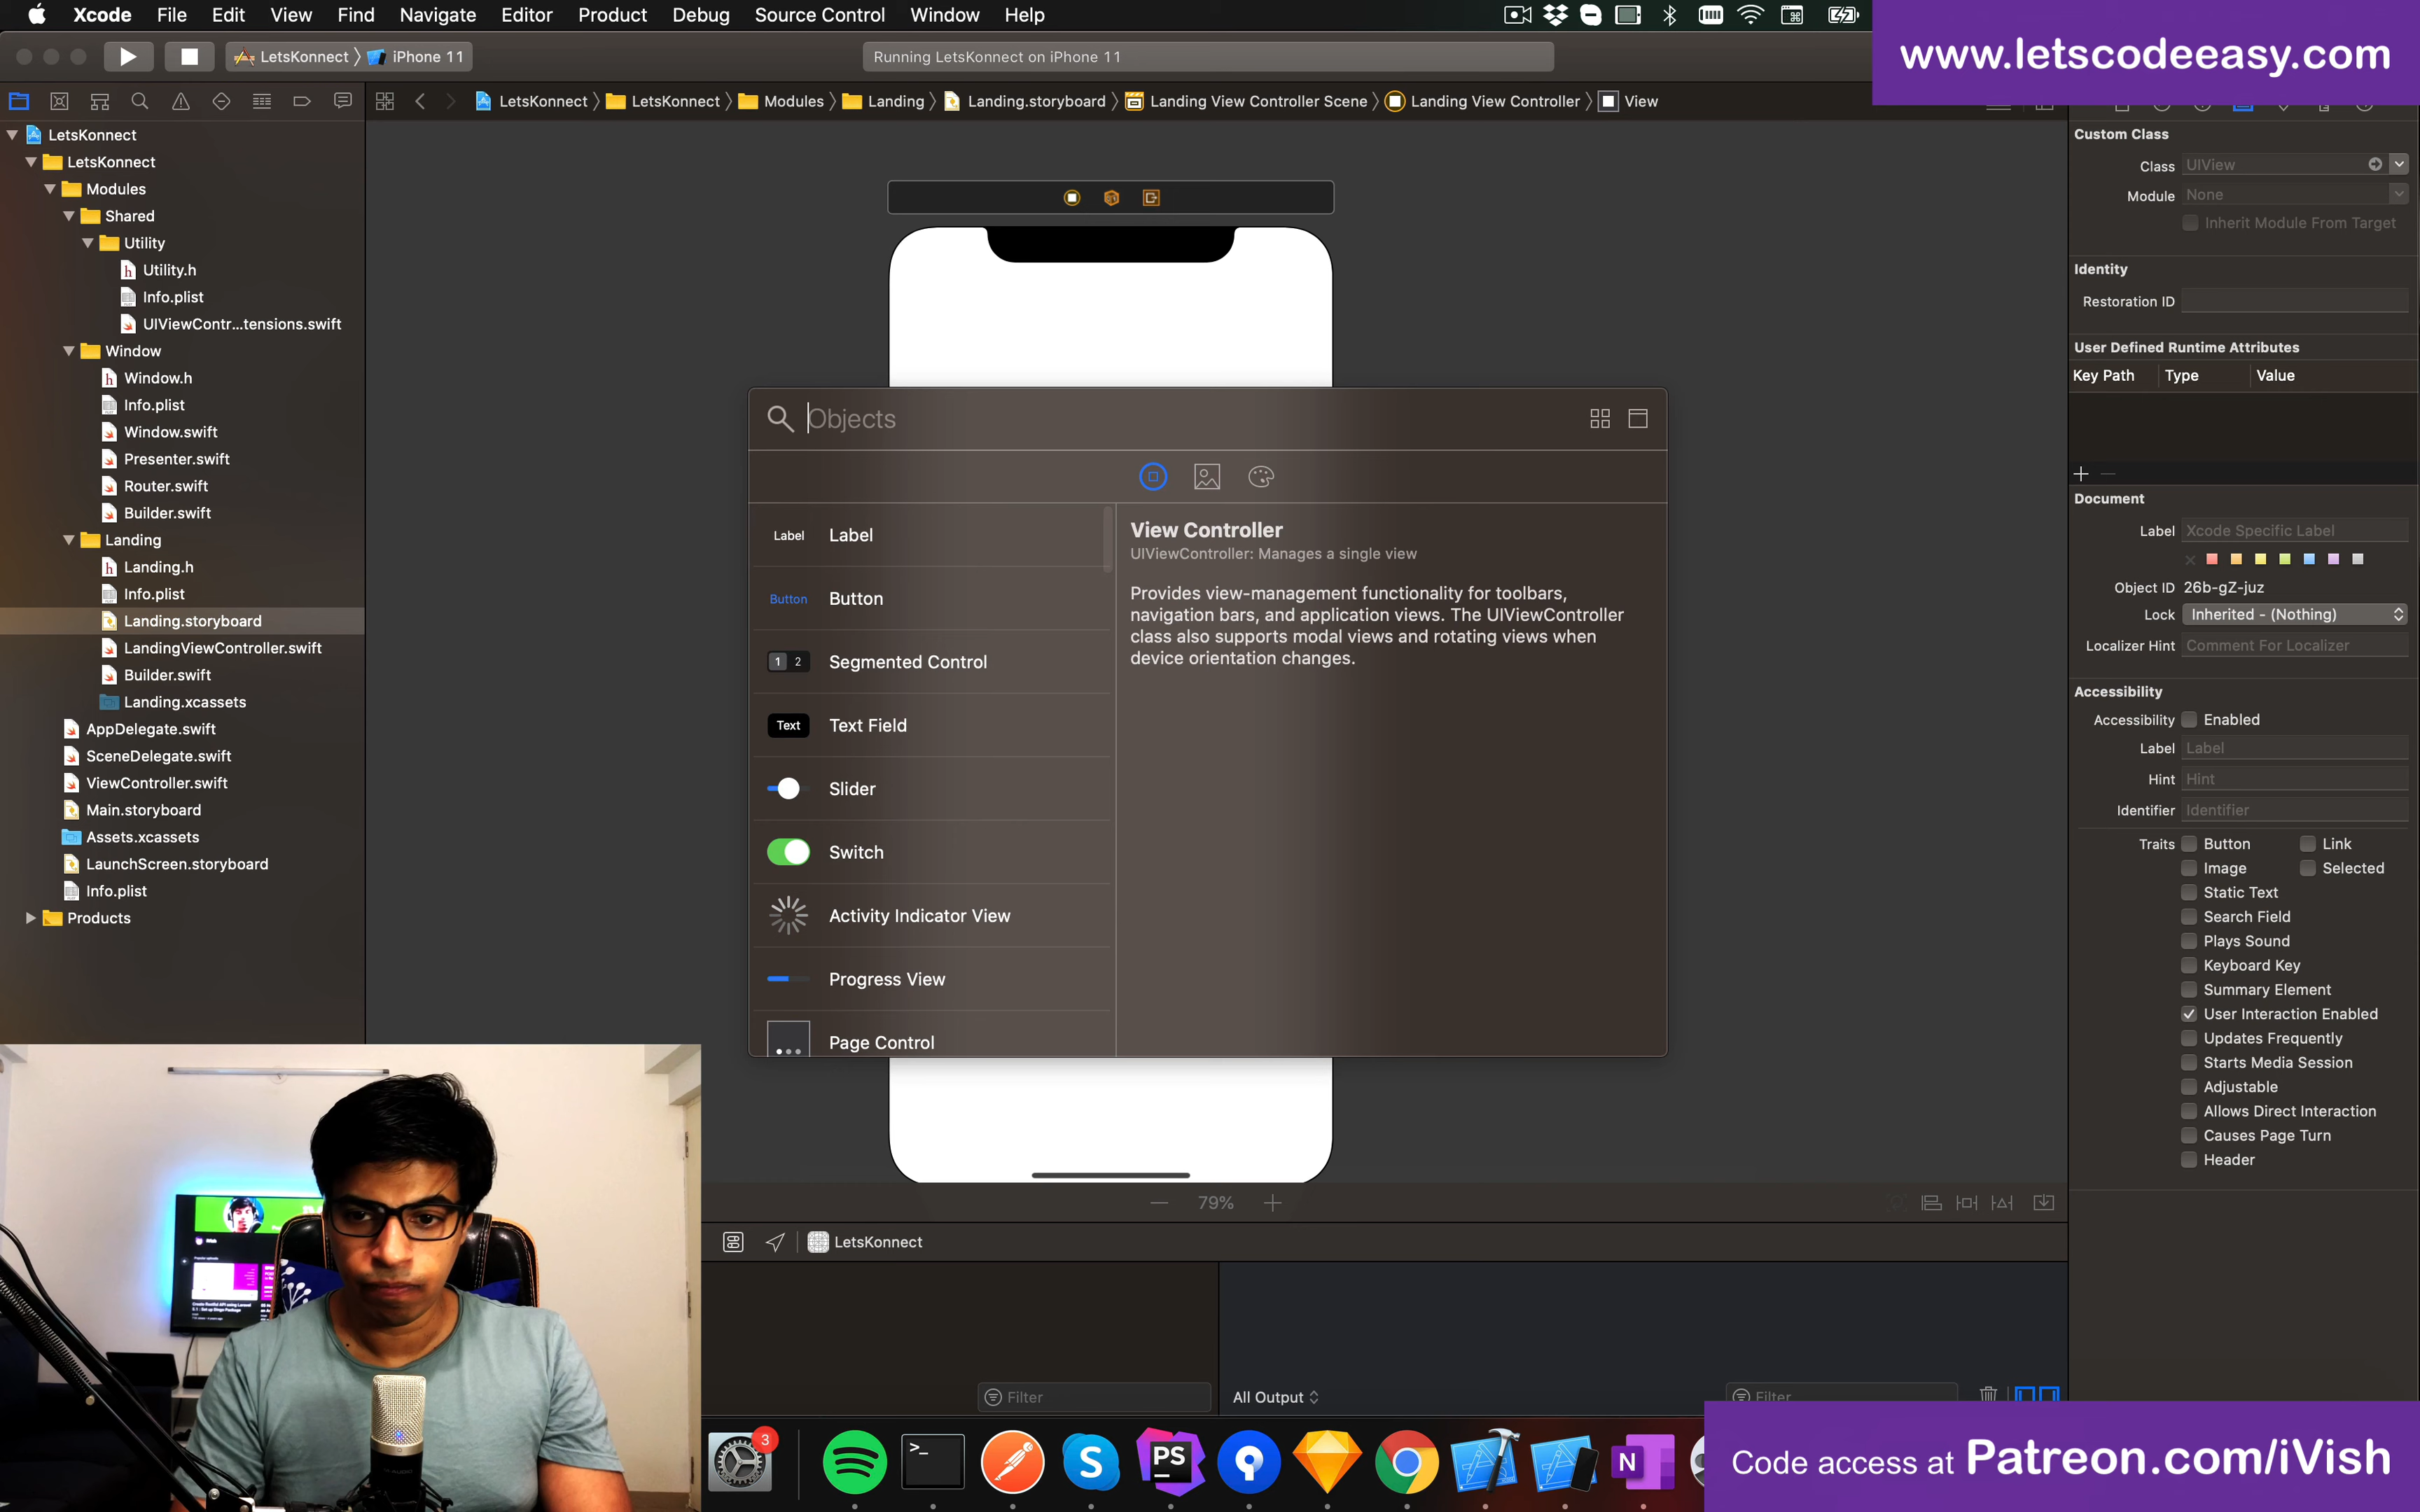 Xcode File Edit View Find Navigate Editor Product Debug Source Control Window Help
www.letscodeeasy.com
LetsKonnect iPhone 11
Running LetsKonnect on iPhone 11
LetsKonnect LetsKonnect Modules Landing Landing.storyboard Landing View Controller Scene Landing View Controller View
LetsKonnect
LetsKonnect
Modules
Shared
Utility
Utility.h
Info.plist
UIViewContr...tensions.swift
Window
Window.h
Info.plist
Window.swift
Presenter.swift
Router.swift
Builder.swift
Landing
Landing.h
Info.plist
Landing.storyboard
LandingViewController.swift
Builder.swift
Landing.xcassets
AppDelegate.swift
SceneDelegate.swift
ViewController.swift
Main.storyboard
Assets.xcassets
LaunchScreen.storyboard
Info.plist
Products
Objects
Label Label
Button Button
1 2 Segmented Control
Text Text Field
Slider
Switch
Activity Indicator View
Progress View
Page Control
View Controller
UIViewController: Manages a single view
Provides view-management functionality for toolbars,
navigation bars, and application views. The UIViewController
class also supports modal views and rotating views when
device orientation changes.
79%
LetsKonnect
Filter
All Output
Filter
Custom Class
Class UIView
Module None
Inherit Module From Target
Identity
Restoration ID
User Defined Runtime Attributes
Key Path Type Value
Document
Label Xcode Specific Label
Object ID 26b-gZ-juz
Lock Inherited - (Nothing)
Localizer Hint Comment For Localizer
Accessibility
Accessibility Enabled
Label Label
Hint Hint
Identifier Identifier
Traits Button Link
Image Selected
Static Text
Search Field
Plays Sound
Keyboard Key
Summary Element
User Interaction Enabled
Updates Frequently
Starts Media Session
Adjustable
Allows Direct Interaction
Causes Page Turn
Header
3
>_
S
PS
N
Code access at Patreon.com/iVish